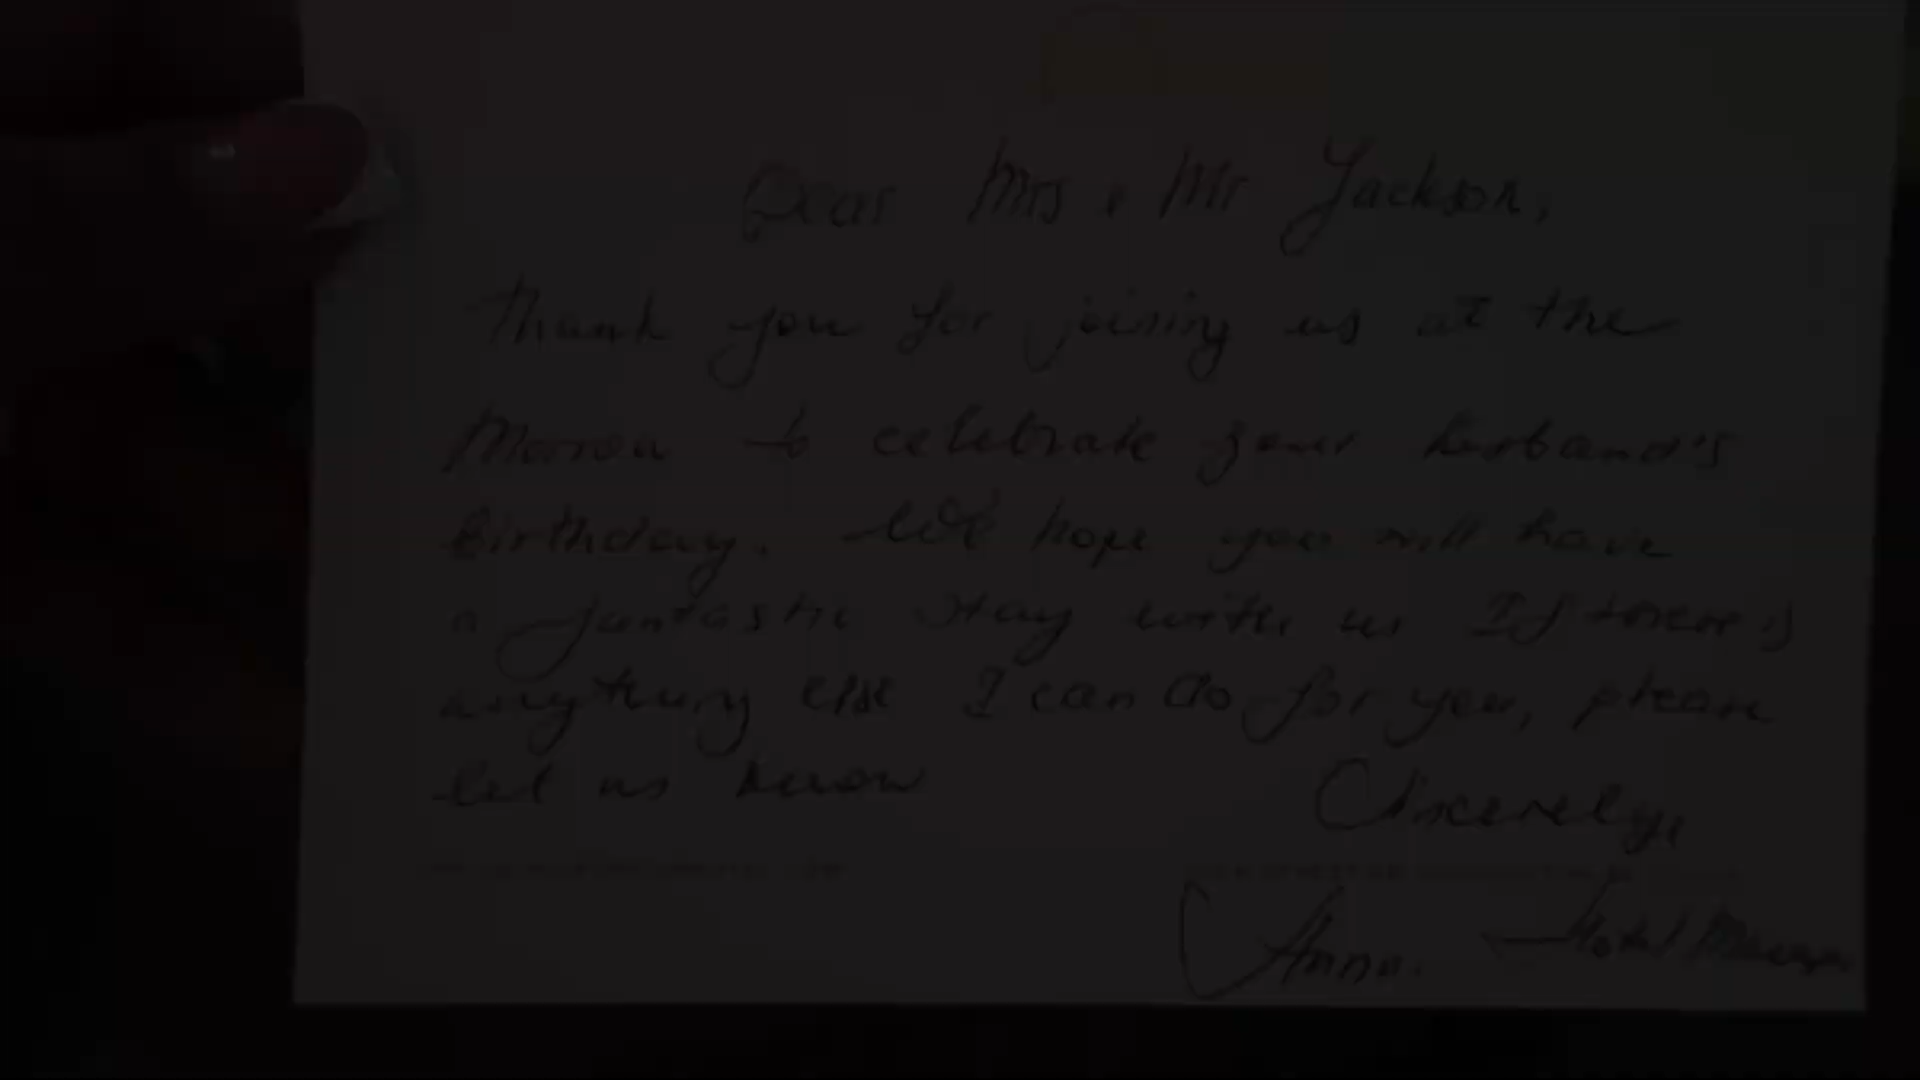 Dear Mrs & Mr Jackson,
Thank you for joining us at the
to celebrate your husband's
birthday. We hope you will have
a fantastic stay with us If there is
anything else I can do for you, please
let us know
Sincerely,
Anna. Hotel